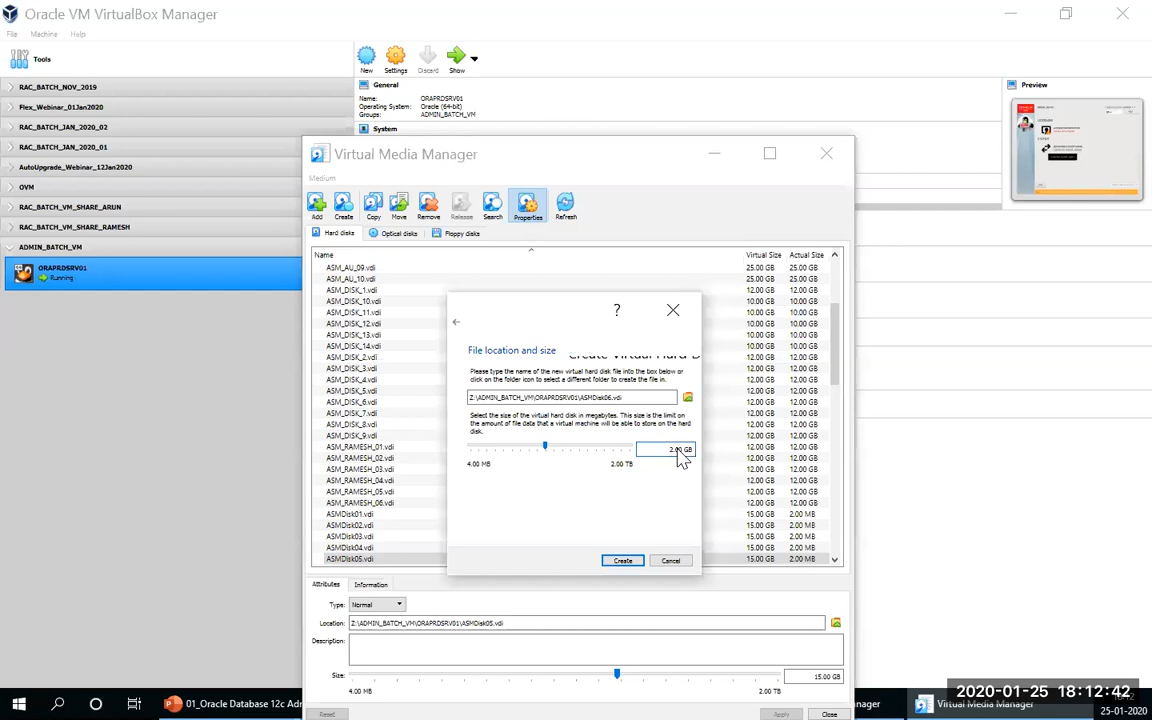 Oracle VM VirtualBox Manager
File Machine Help
Tools
New Settings Discard Show
RAC_BATCH_NOV_2019
Flex_Webinar_01Jan2020
RAC_BATCH_JAN_2020_02
RAC_BATCH_JAN_2020_01
AutoUpgrade_Webinar_12Jan2020
OVM
RAC_BATCH_VM_SHARE_ARUN
RAC_BATCH_VM_SHARE_RAMESH
ADMIN_BATCH_VM
ORAPRDSRV01
Running
General
Name: ORAPRDSRV01
Operating System: Oracle (64-bit)
Groups: ADMIN_BATCH_VM
System
Preview
Virtual Media Manager
Medium
Add Create Copy Move Remove Release Search Properties Refresh
Hard disks Optical disks Floppy disks
Name Virtual Size Actual Size
ASM_AU_09.vdi 25.00 GB 25.00 GB
ASM_AU_10.vdi 25.00 GB 25.00 GB
ASM_DISK_1.vdi 12.00 GB 12.00 GB
ASM_DISK_10.vdi 10.00 GB 10.00 GB
ASM_DISK_11.vdi 10.00 GB 10.00 GB
ASM_DISK_12.vdi 10.00 GB 10.00 GB
ASM_DISK_13.vdi 10.00 GB 10.00 GB
ASM_DISK_14.vdi 10.00 GB 10.00 GB
ASM_DISK_2.vdi 12.00 GB 12.00 GB
ASM_DISK_3.vdi 12.00 GB 12.00 GB
ASM_DISK_4.vdi 12.00 GB 12.00 GB
ASM_DISK_5.vdi 12.00 GB 12.00 GB
ASM_DISK_6.vdi 12.00 GB 12.00 GB
ASM_DISK_7.vdi 12.00 GB 12.00 GB
ASM_DISK_8.vdi 12.00 GB 12.00 GB
ASM_DISK_9.vdi 12.00 GB 12.00 GB
ASM_RAMESH_01.vdi 12.00 GB 12.00 GB
ASM_RAMESH_02.vdi 12.00 GB 12.00 GB
ASM_RAMESH_03.vdi 12.00 GB 12.00 GB
ASM_RAMESH_04.vdi 12.00 GB 12.00 GB
ASM_RAMESH_05.vdi 12.00 GB 12.00 GB
ASM_RAMESH_06.vdi 12.00 GB 12.00 GB
ASMDisk01.vdi 15.00 GB 2.00 MB
ASMDisk02.vdi 15.00 GB 2.00 MB
ASMDisk03.vdi 15.00 GB 2.00 MB
ASMDisk04.vdi 15.00 GB 2.00 MB
ASMDisk05.vdi 15.00 GB 2.00 MB
?
Create Virtual Hard D
File location and size
Please type the name of the new virtual hard disk file into the box below or
click on the folder icon to select a different folder to create the file in.
Z:\ADMIN_BATCH_VM\ORAPRDSRV01\ASMDisk06.vdi
Select the size of the virtual hard disk in megabytes. This size is the limit on
the amount of file data that a virtual machine will be able to store on the hard
disk.
2.00 GB
4.00 MB 2.00 TB
Create Cancel
Attributes Information
Type: Normal
Location: Z:\ADMIN_BATCH_VM\ORAPRDSRV01\ASMDisk05.vdi
Description:
Size: 15.00 GB
4.00 MB 2.00 TB
Reset Apply Close
01_Oracle Database 12c Adr
nager
Virtual Media Manager
2020-01-25 18:12:42
25-01-2020